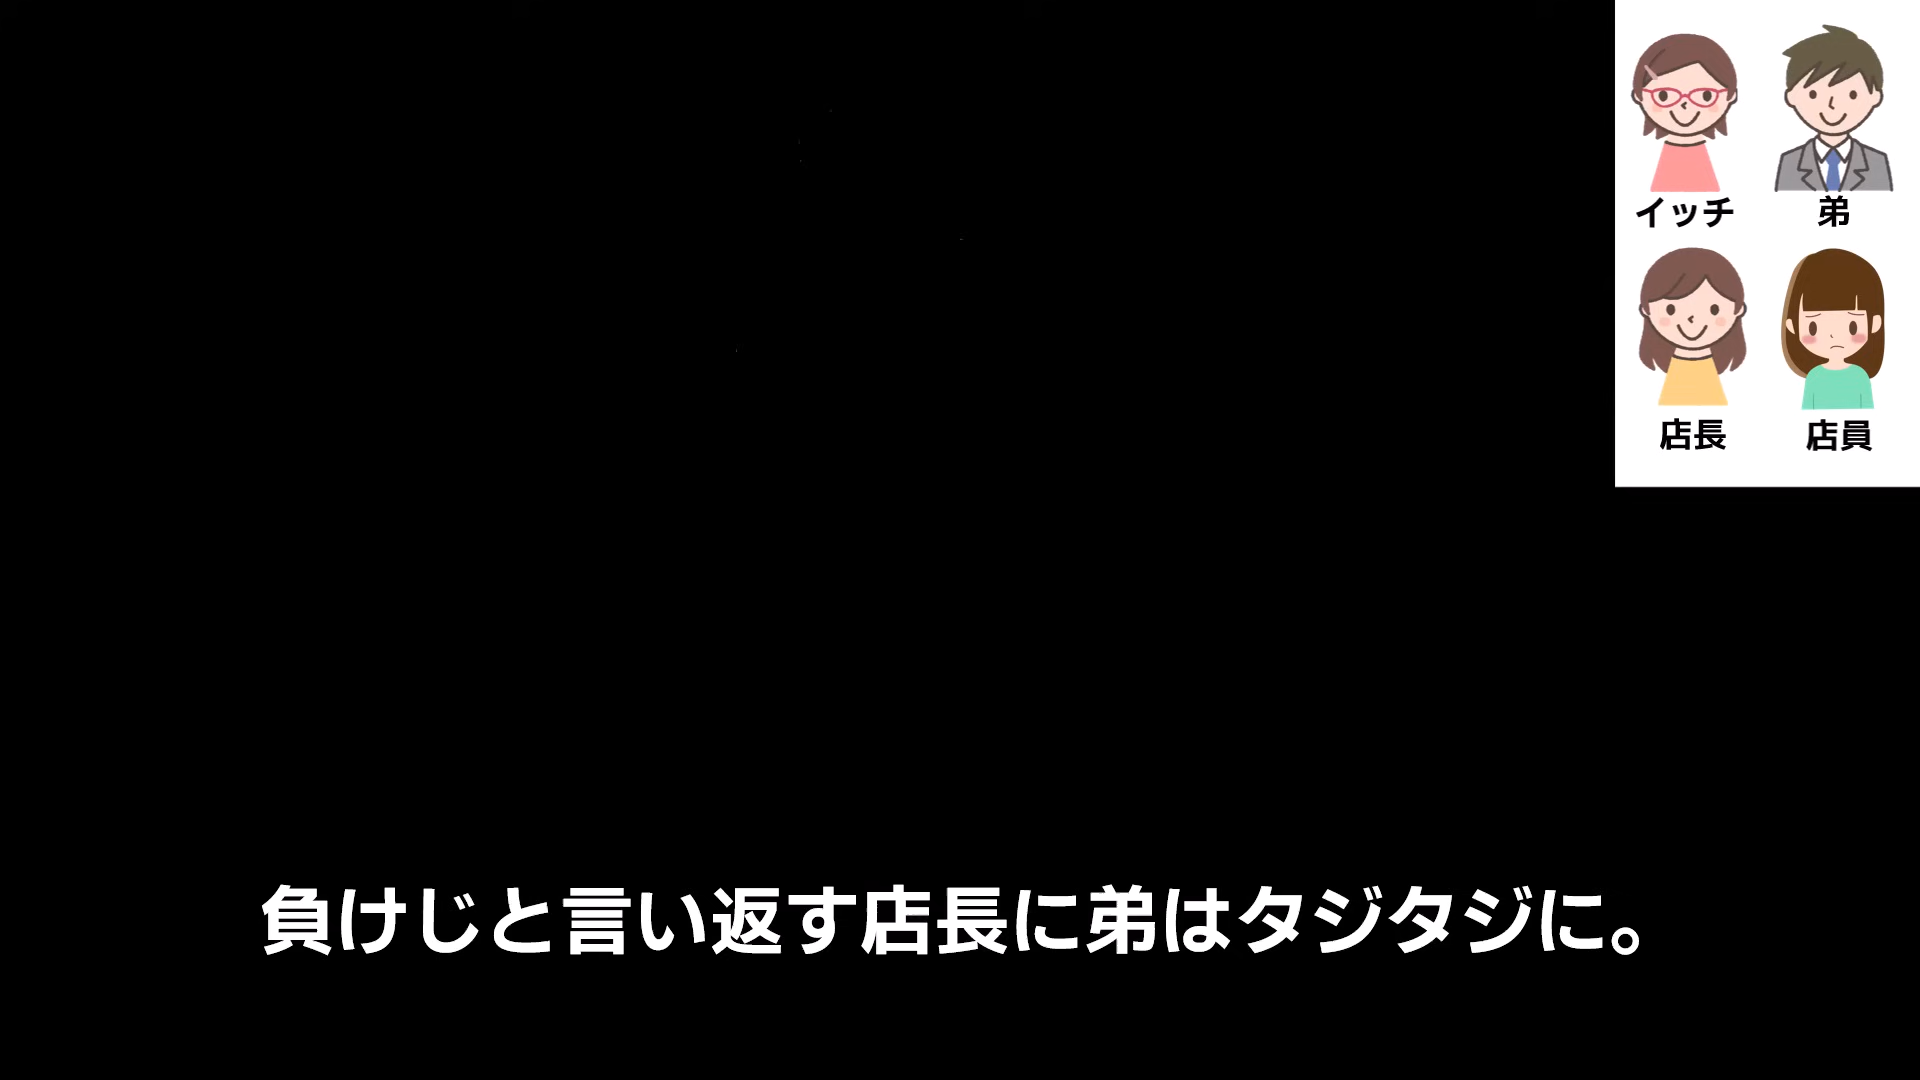 イッチ
弟
店長
店員
負けじと言い返す店長に弟はタジタジに。